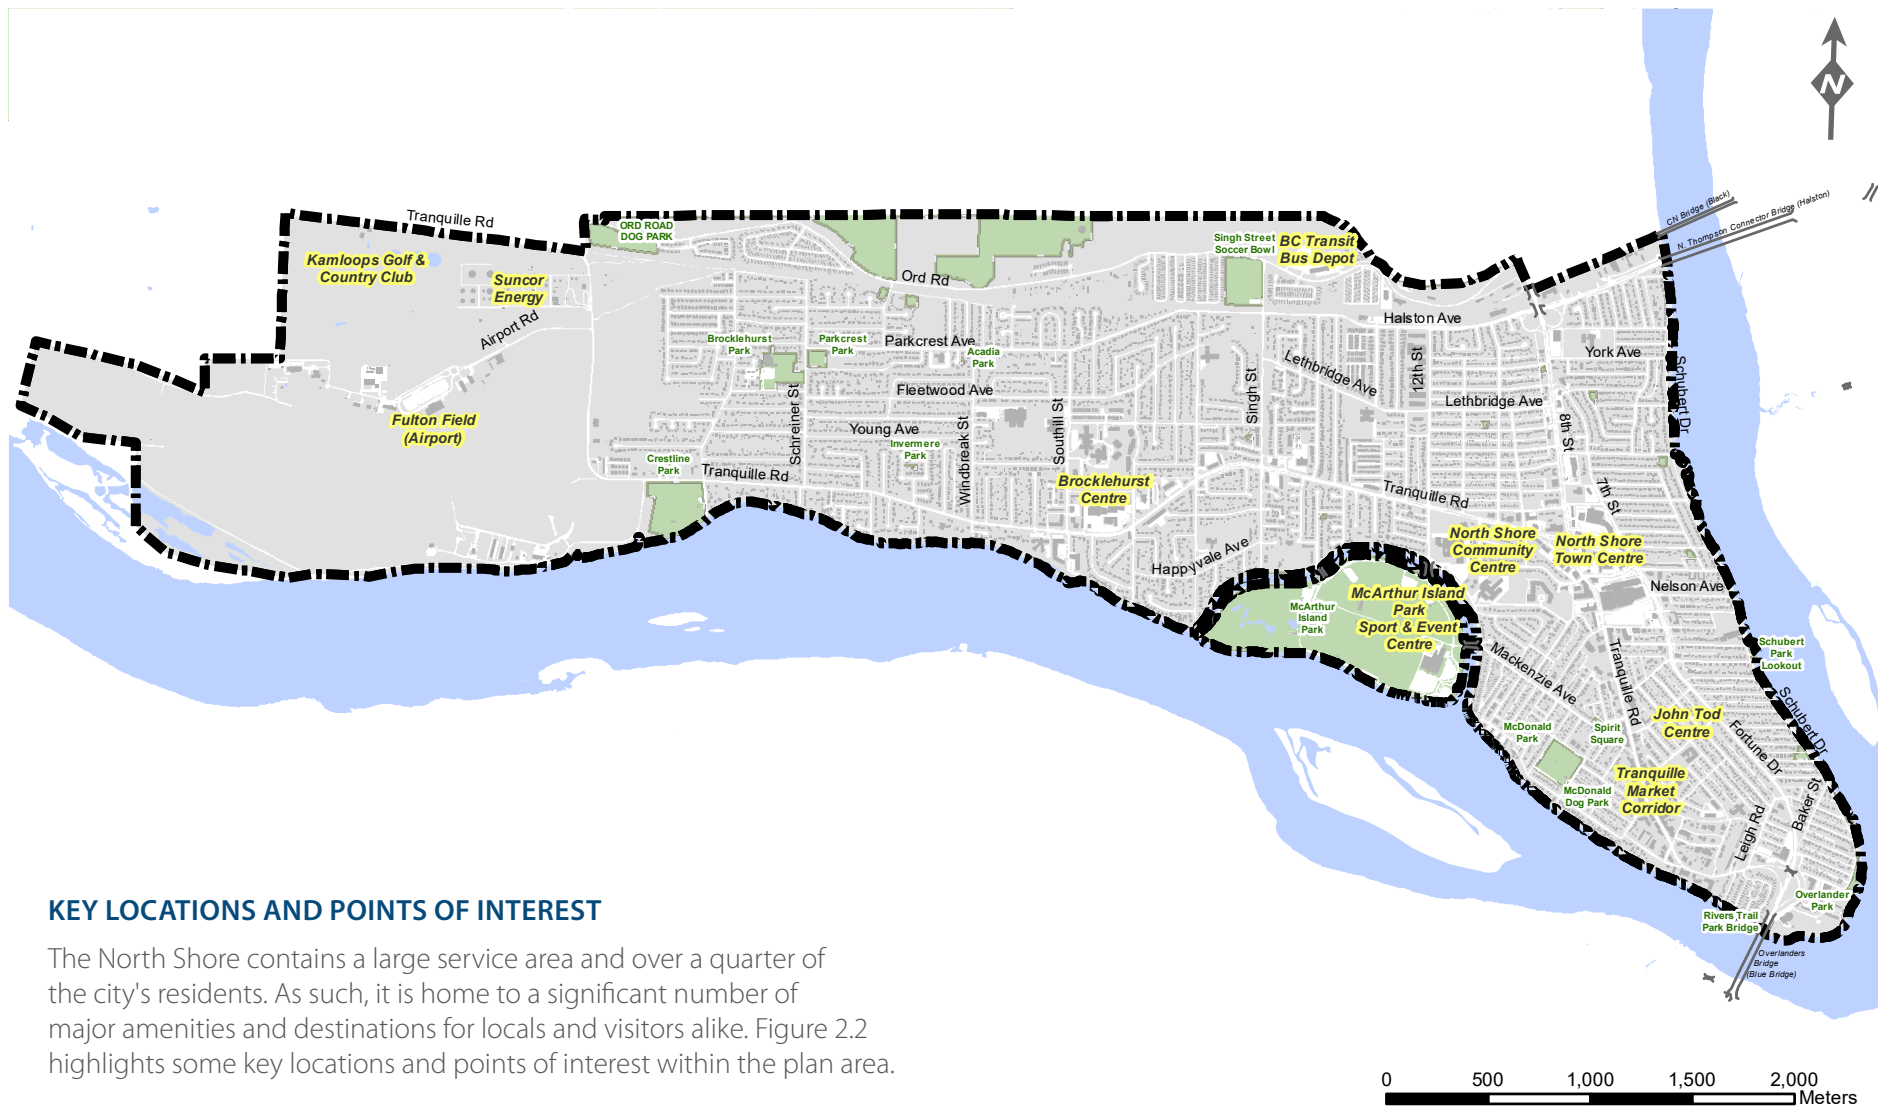 N
CN Bridge (Black)
N. Thompson Connector Bridge (Halston)
Tranquille Rd
ORD ROAD
DOG PARK
Singh Street
Soccer Bowl
BC Transit
Bus Depot
Kamloops Golf &
Country Club
Suncor
Energy
Ord Rd
Airport Rd
Halston Ave
Brocklehurst
Park
Parkcrest
Park
Parkcrest Ave
Acadia
Park
York Ave
Lethbridge Ave
12th St
Schubert Dr
Fleetwood Ave
Lethbridge Ave
Singh St
Schreiner St
Fulton Field
(Airport)
Young Ave
Windbreak St
Southill St
8th St
Invermere
Park
Crestline
Park
Tranquille Rd
Brocklehurst
Centre
Tranquille Rd
7th St
North Shore
Community
Centre
North Shore
Town Centre
Happyvale Ave
Nelson Ave
McArthur
Island
Park
McArthur Island
Park
Sport & Event
Centre
Mackenzie Ave
Tranquille Rd
Schubert
Park
Lookout
Schubert Dr
John Tod
Centre
McDonald
Park
Spirit
Square
Fortune Dr
Tranquille
Market
Corridor
McDonald
Dog Park
Baker St
Leigh Rd
Overlander
Park
Rivers Trail
Park Bridge
Overlanders
Bridge
(Blue Bridge)
KEY LOCATIONS AND POINTS OF INTEREST
The North Shore contains a large service area and over a quarter of
the city's residents. As such, it is home to a significant number of
major amenities and destinations for locals and visitors alike. Figure 2.2
highlights some key locations and points of interest within the plan area.
0 500 1,000 1,500 2,000
Meters